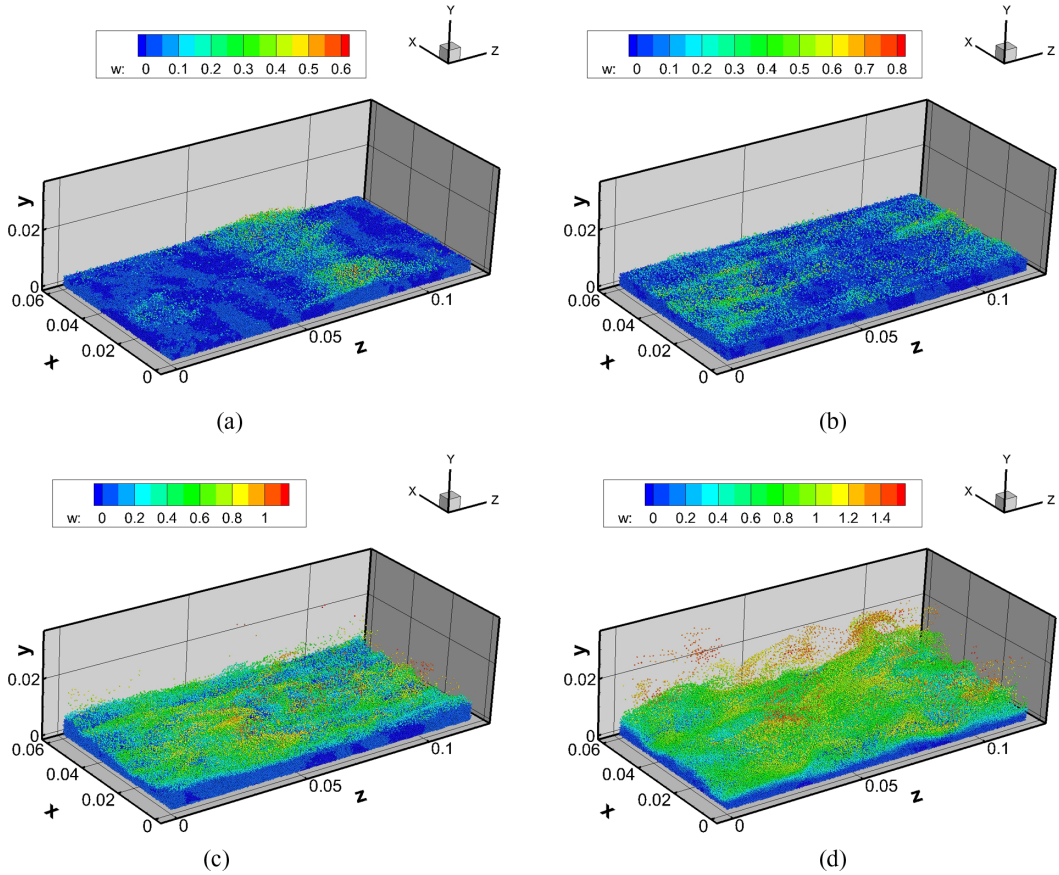 Y
X
Z
w: 0 0.1 0.2 0.3 0.4 0.5 0.6
y
0.02
0
0.06
0.04
0.02
0
x
0
0.05
0.1
z
(a)
Y
X
Z
w: 0 0.1 0.2 0.3 0.4 0.5 0.6 0.7 0.8
y
0.02
0
0.06
0.04
0.02
0
x
0
0.05
0.1
z
(b)
Y
X
Z
w: 0 0.2 0.4 0.6 0.8 1
y
0.02
0
0.06
0.04
0.02
0
x
0
0.05
0.1
z
(c)
Y
X
Z
w: 0 0.2 0.4 0.6 0.8 1 1.2 1.4
y
0.02
0
0.06
0.04
0.02
0
x
0
0.05
0.1
z
(d)